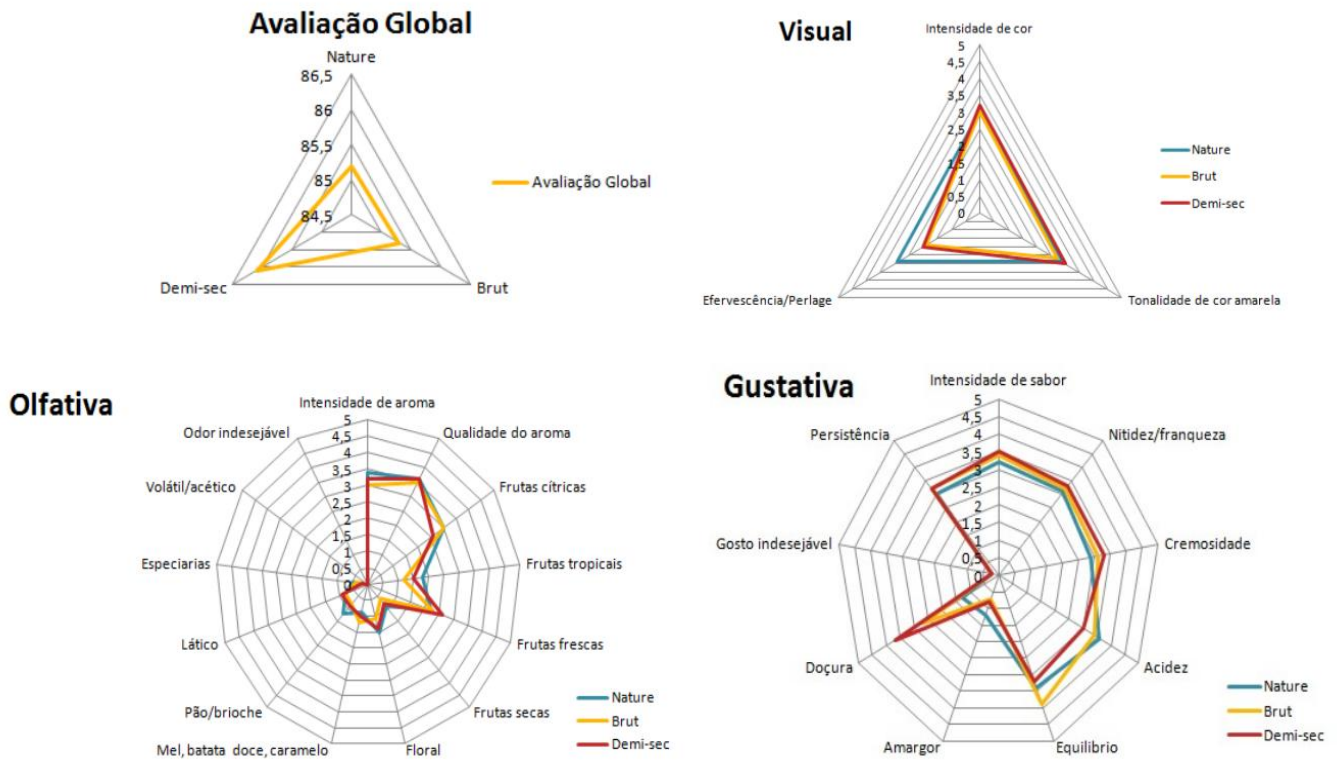 Avaliação Global
Nature
86,5
86
85,5
85
84,5
Demi-sec
Brut
Avaliação Global
Visual
Intensidade de cor
5
4,5
4
3,5
3
2,5
2
1,5
1
0,5
0
Efervescência/Perlage
Tonalidade de cor amarela
Nature
Brut
Demi-sec
Olfativa
Intensidade de aroma
Odor indesejável
Qualidade do aroma
Volátil/acético
Frutas cítricas
Especiarias
Frutas tropicais
Lático
Frutas frescas
Pão/brioche
Frutas secas
Mel, batata doce, caramelo
Floral
5
4,5
4
3,5
3
2,5
2
1,5
1
0,5
0
Nature
Brut
Demi-sec
Gustativa
Intensidade de sabor
Persistência
Nitidez/franqueza
Gosto indesejável
Cremosidade
Doçura
Acidez
Amargor
Equilibrio
5
4,5
4
3,5
3
2,5
2
1,5
1
0,5
0
Nature
Brut
Demi-sec